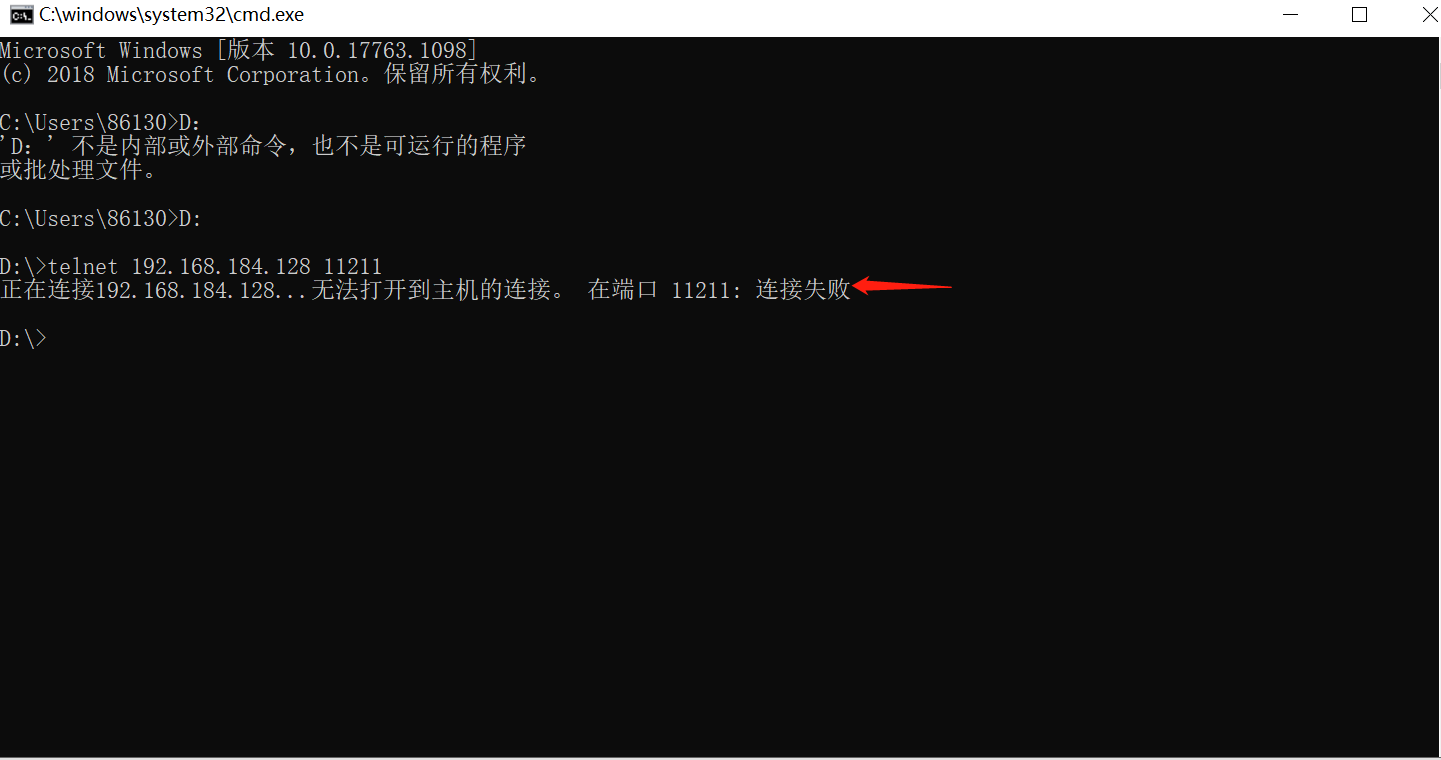 C:\windows\system32\cmd.exe
Microsoft Windows [版本 10.0.17763.1098]
(c) 2018 Microsoft Corporation。保留所有权利。
C:\Users\86130>D：
'D：' 不是内部或外部命令，也不是可运行的程序
或批处理文件。
C:\Users\86130>D:
D:\>telnet 192.168.184.128 11211
正在连接192.168.184.128...无法打开到主机的连接。 在端口 11211: 连接失败
D:\>